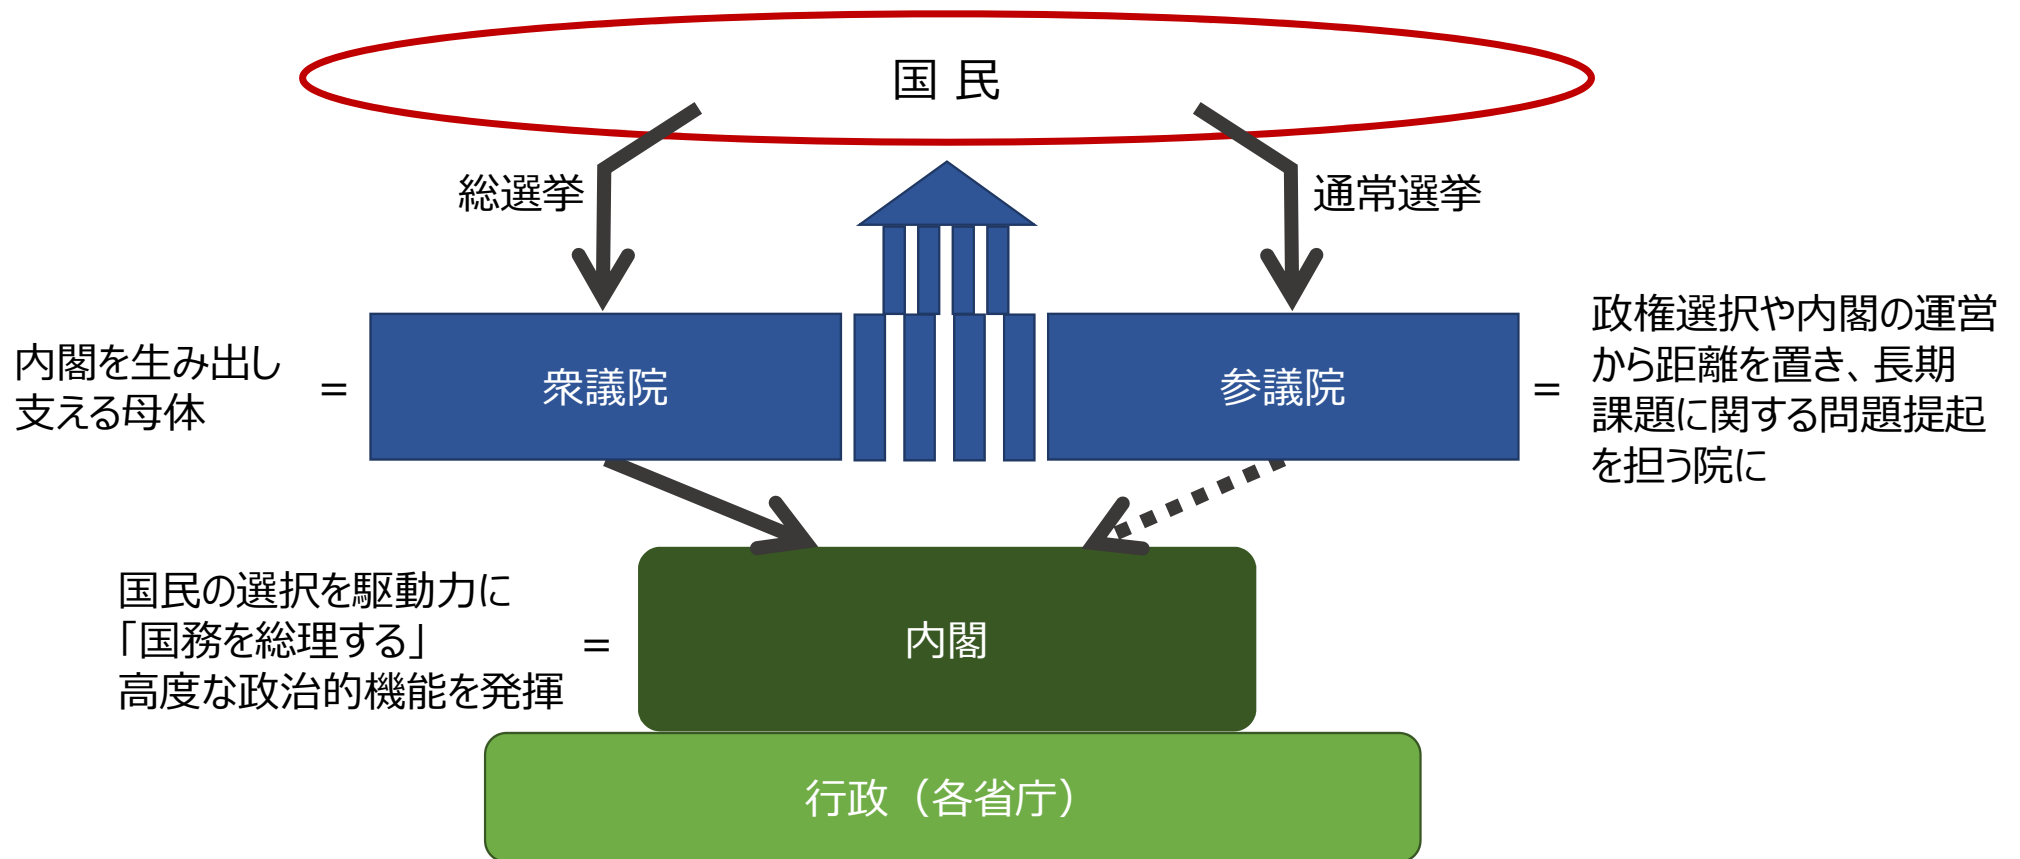 国 民
総選挙
通常選挙
内閣を生み出し
支える母体
=
衆議院
参議院
=
政権選択や内閣の運営
から距離を置き、長期
課題に関する問題提起
を担う院に
国民の選択を駆動力に
「国務を総理する」
高度な政治的機能を発揮
=
内閣
行政（各省庁）